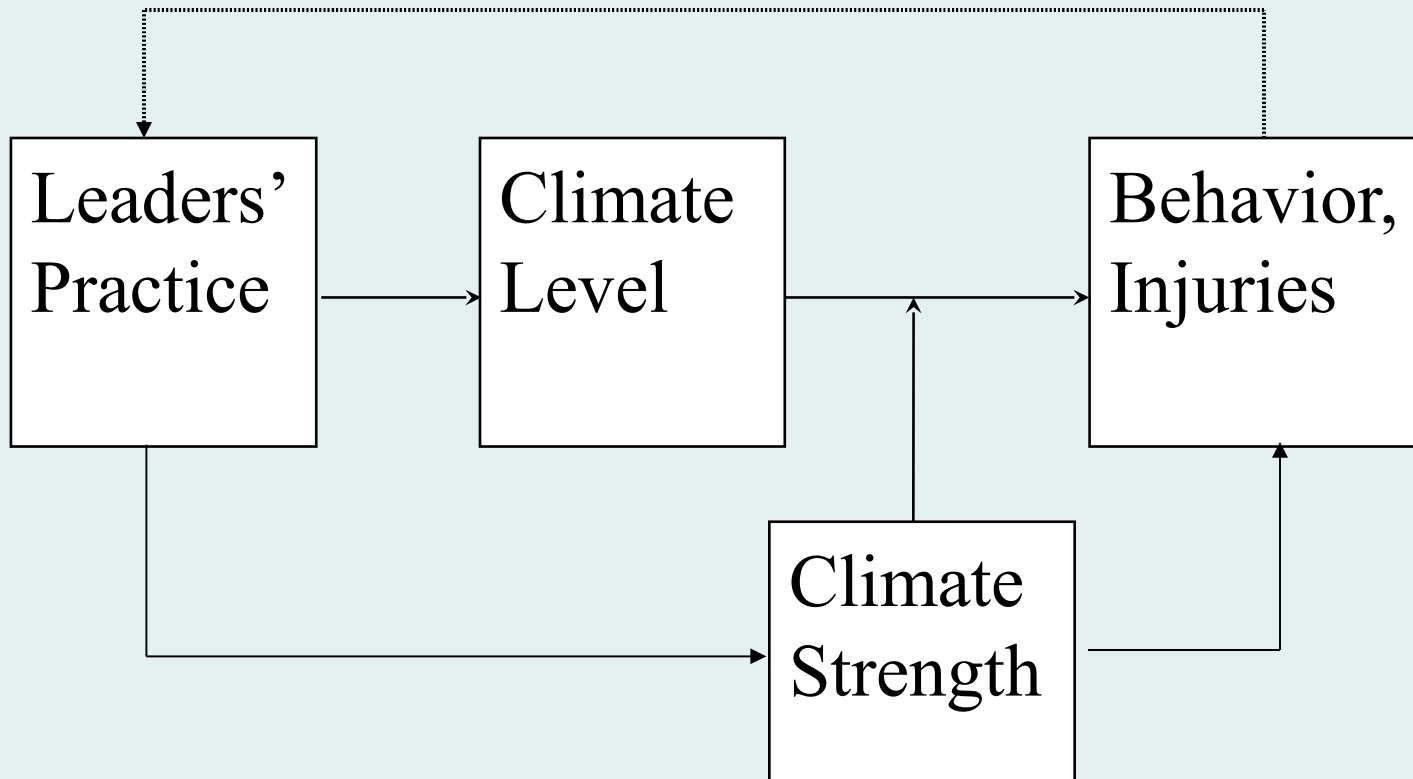 Leaders’
Practice
Climate
Level
Behavior,
Injuries
Climate
Strength